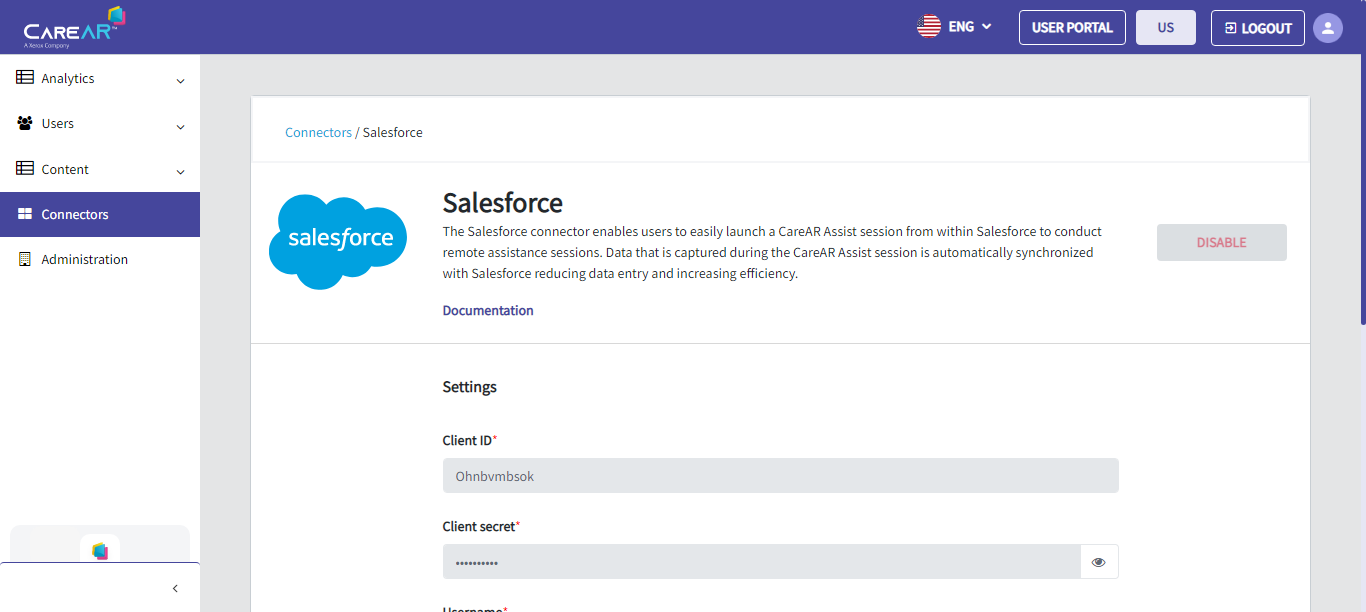 CAREAR™
A Xerox Company
ENG
USER PORTAL
US
LOGOUT
Analytics
Users
Content
Connectors
Administration
Connectors / Salesforce
salesforce
Salesforce
The Salesforce connector enables users to easily launch a CareAR Assist session from within Salesforce to conduct
remote assistance sessions. Data that is captured during the CareAR Assist session is automatically synchronized
with Salesforce reducing data entry and increasing efficiency.
Documentation
DISABLE
Settings
Client ID*
Ohnbvmbsok
Client secret*
••••••••••
Username*